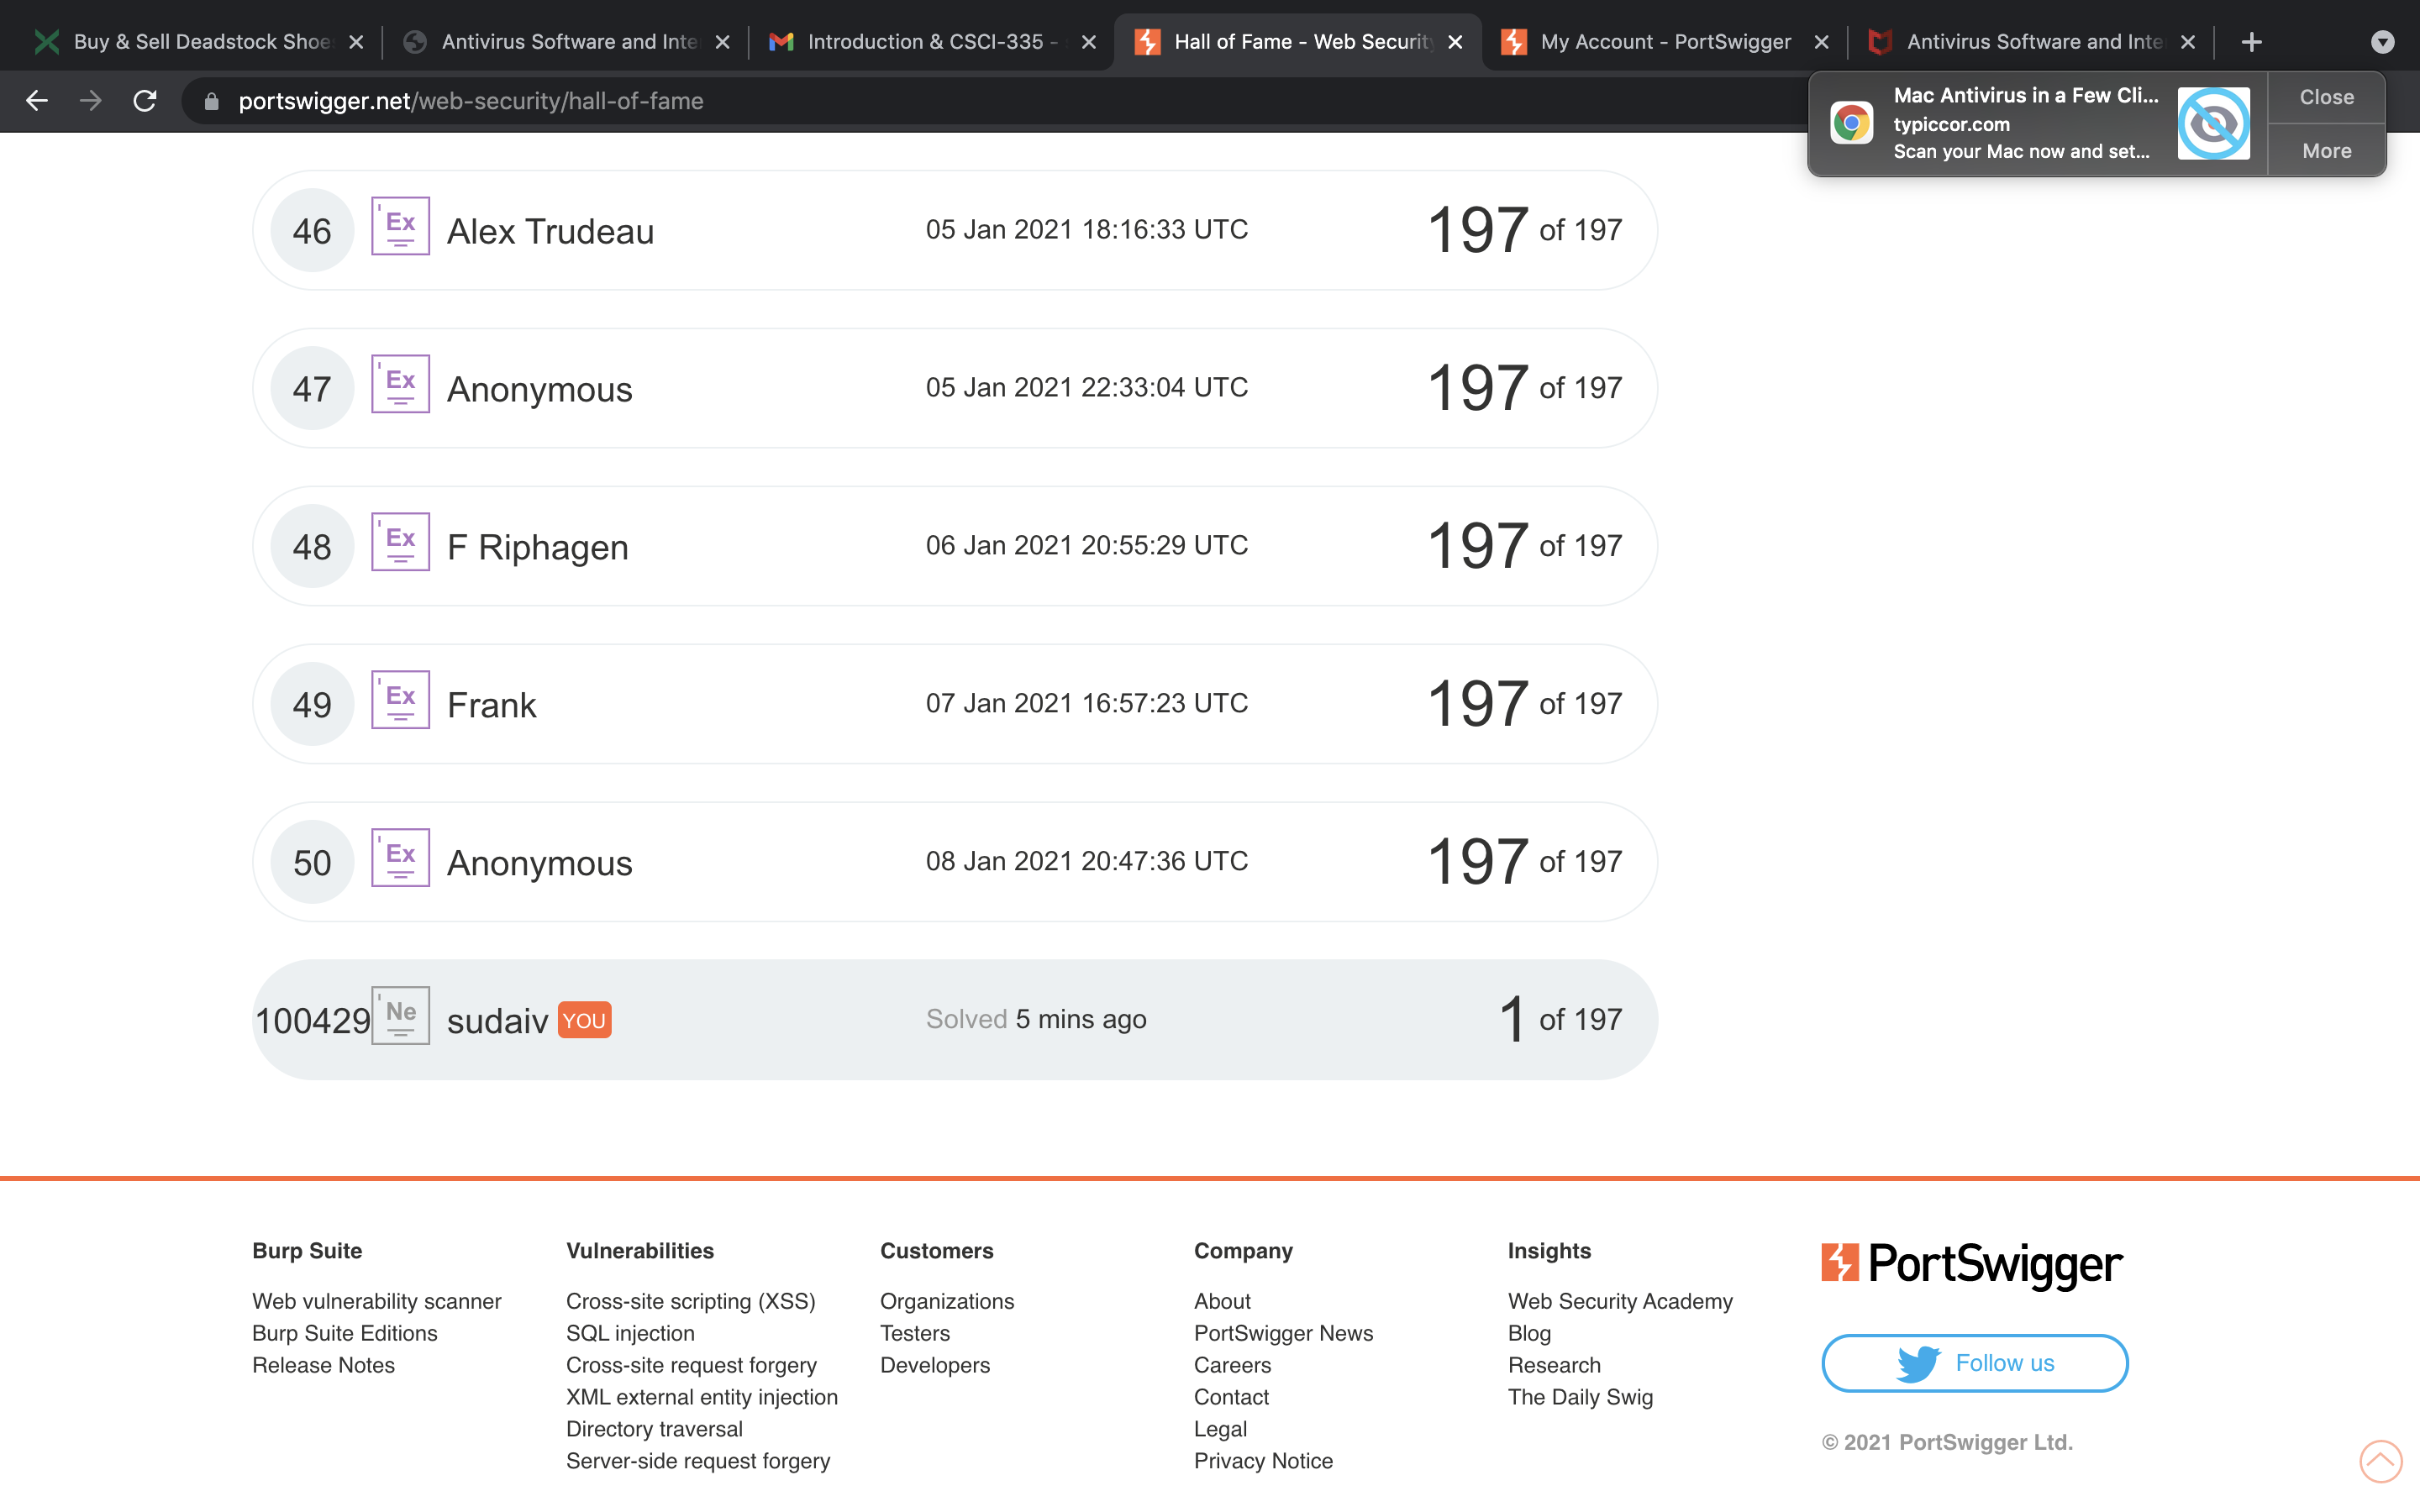 Buy & Sell Deadstock Shoe
Antivirus Software and Inte
Introduction & CSCI-335 -
Hall of Fame - Web Security
My Account - PortSwigger
Antivirus Software and Inte
portswigger.net/web-security/hall-of-fame
Mac Antivirus in a Few Cli...
typiccor.com
Scan your Mac now and set...
Close
More
46 Ex Alex Trudeau 05 Jan 2021 18:16:33 UTC 197 of 197
47 Ex Anonymous 05 Jan 2021 22:33:04 UTC 197 of 197
48 Ex F Riphagen 06 Jan 2021 20:55:29 UTC 197 of 197
49 Ex Frank 07 Jan 2021 16:57:23 UTC 197 of 197
50 Ex Anonymous 08 Jan 2021 20:47:36 UTC 197 of 197
100429 Ne sudaiv YOU Solved 5 mins ago 1 of 197
Burp Suite
Web vulnerability scanner
Burp Suite Editions
Release Notes
Vulnerabilities
Cross-site scripting (XSS)
SQL injection
Cross-site request forgery
XML external entity injection
Directory traversal
Server-side request forgery
Customers
Organizations
Testers
Developers
Company
About
PortSwigger News
Careers
Contact
Legal
Privacy Notice
Insights
Web Security Academy
Blog
Research
The Daily Swig
PortSwigger
Follow us
© 2021 PortSwigger Ltd.